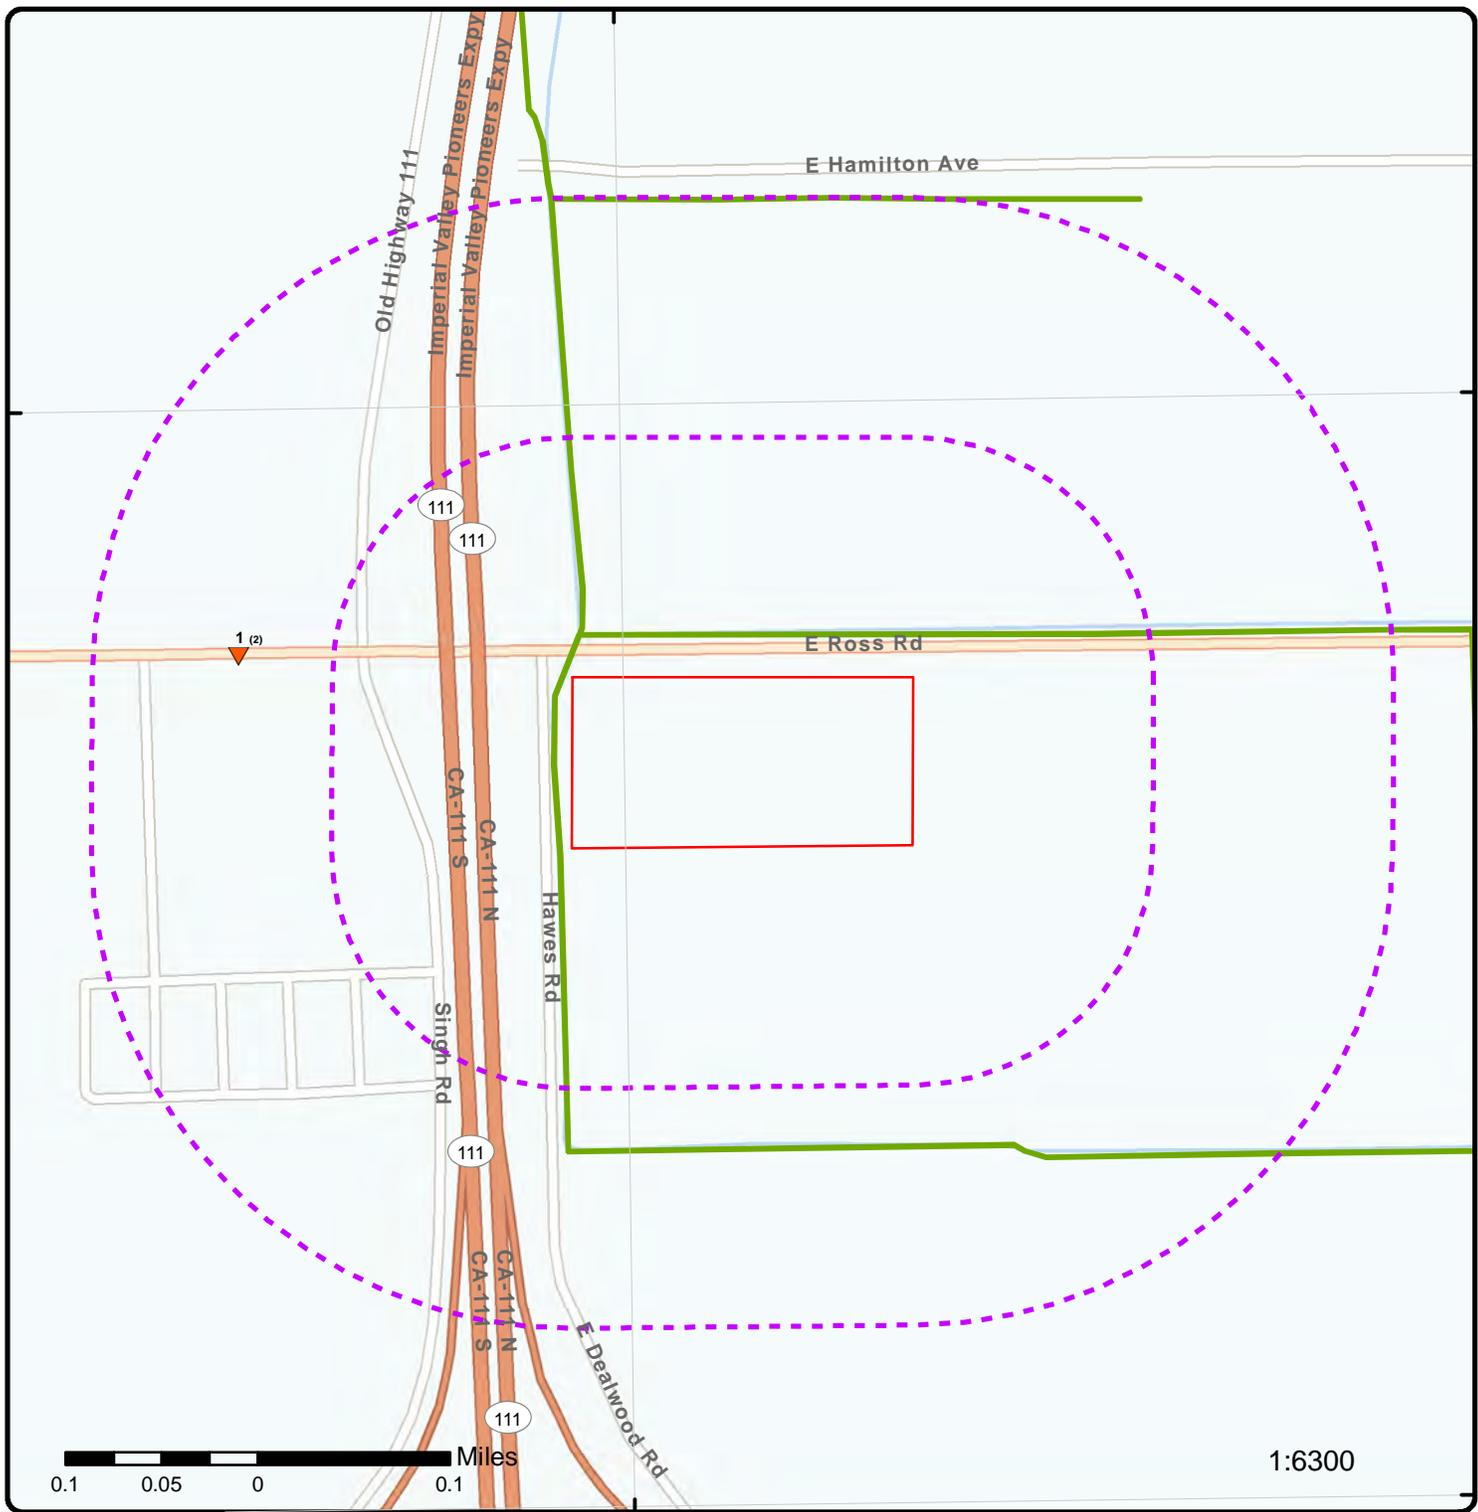 Imperial Valley Pioneers Expy
Imperial Valley Pioneers Expy
Old Highway 111
E Hamilton Ave
111
111
1 (2)
E Ross Rd
CA-111 S
CA-111 N
Hawes Rd
Singh Rd
111
CA-111 S
CA-111 N
E Dealwood Rd
111
Miles
0.1 0.05 0 0.1
1:6300